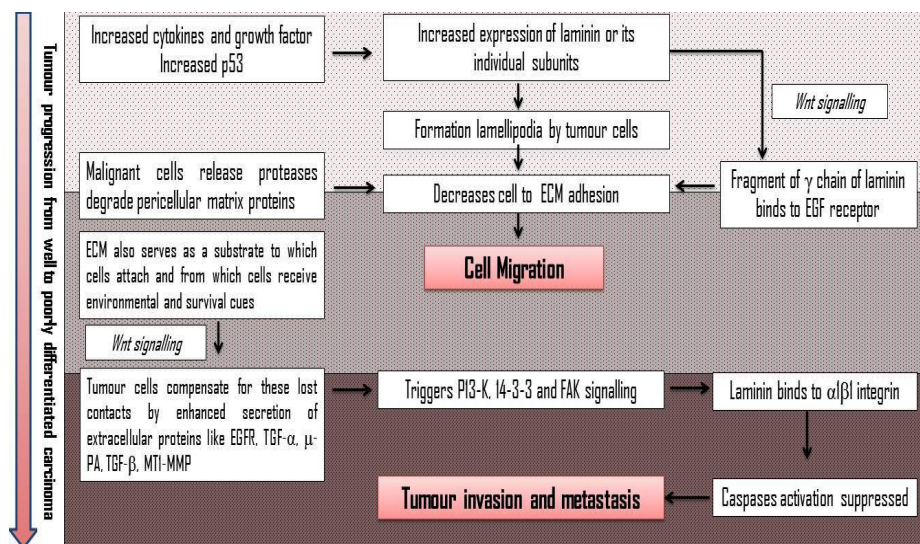 Tumour progression from well to poorly differentiated carcinoma
Increased cytokines and growth factor
Increased p53
Increased expression of laminin or its
individual subunits
Wnt signalling
Formation lamellipodia by tumour cells
Malignant cells release proteases
degrade pericellular matrix proteins
Decreases cell to ECM adhesion
Fragment of γ chain of laminin
binds to EGF receptor
ECM also serves as a substrate to which
cells attach and from which cells receive
environmental and survival cues
Cell Migration
Wnt signalling
Tumour cells compensate for these lost
contacts by enhanced secretion of
extracellular proteins like EGFR, TGF-α, μ-
PA, TGF-β, MT1-MMP
Triggers P13-K, 14-3-3 and FAK signalling
Laminin binds to α1β1 integrin
Tumour invasion and metastasis
Caspases activation suppressed